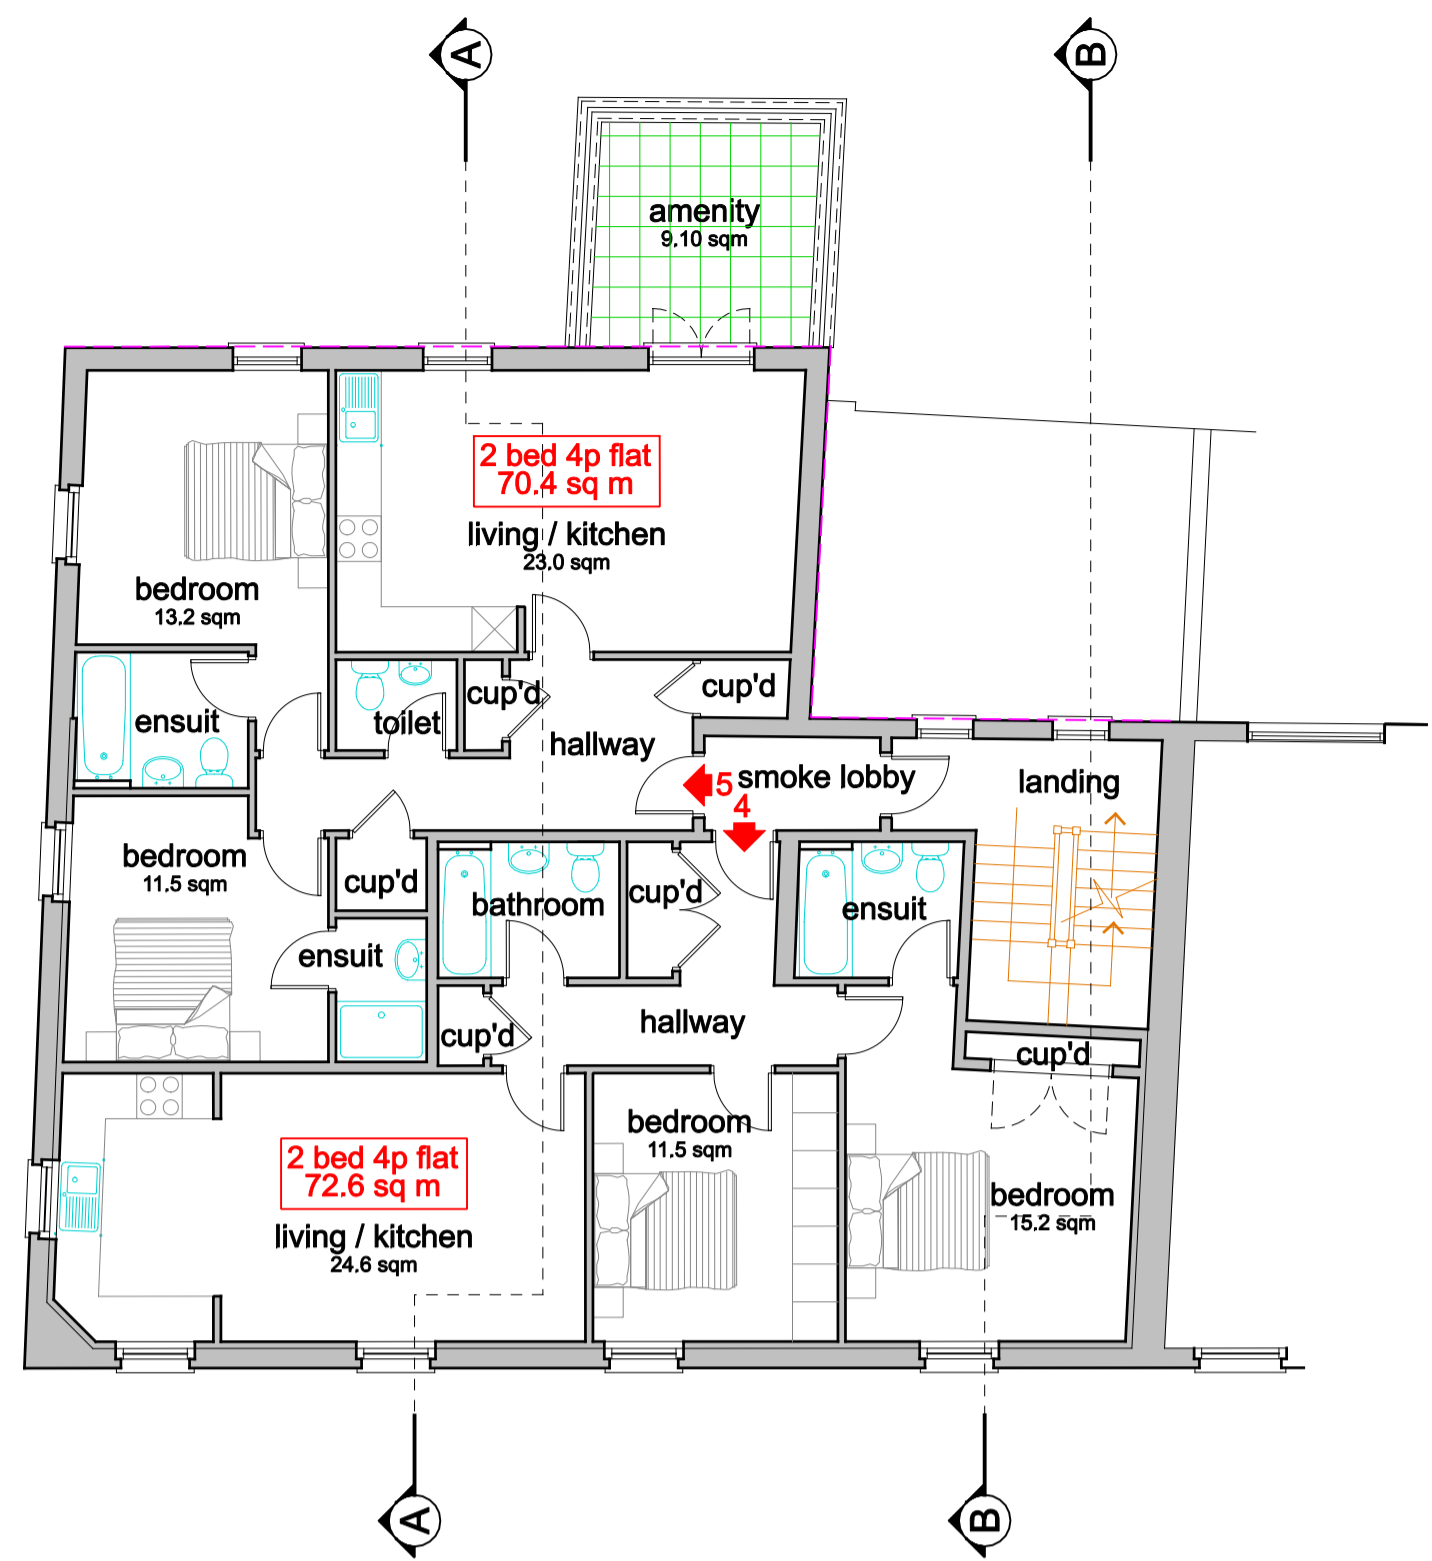 A
B
amenity
9.10 sqm
2 bed 4p flat
70.4 sq m
living / kitchen
23.0 sqm
bedroom
13.2 sqm
cup'd
cup'd
ensuit
toilet
hallway
smoke lobby
landing
5
4
bedroom
11.5 sqm
cup'd
cup'd
bathroom
ensuit
ensuit
hallway
cup'd
cup'd
bedroom
11.5 sqm
2 bed 4p flat
72.6 sq m
bedroom
15.2 sqm
living / kitchen
24.6 sqm
A
B